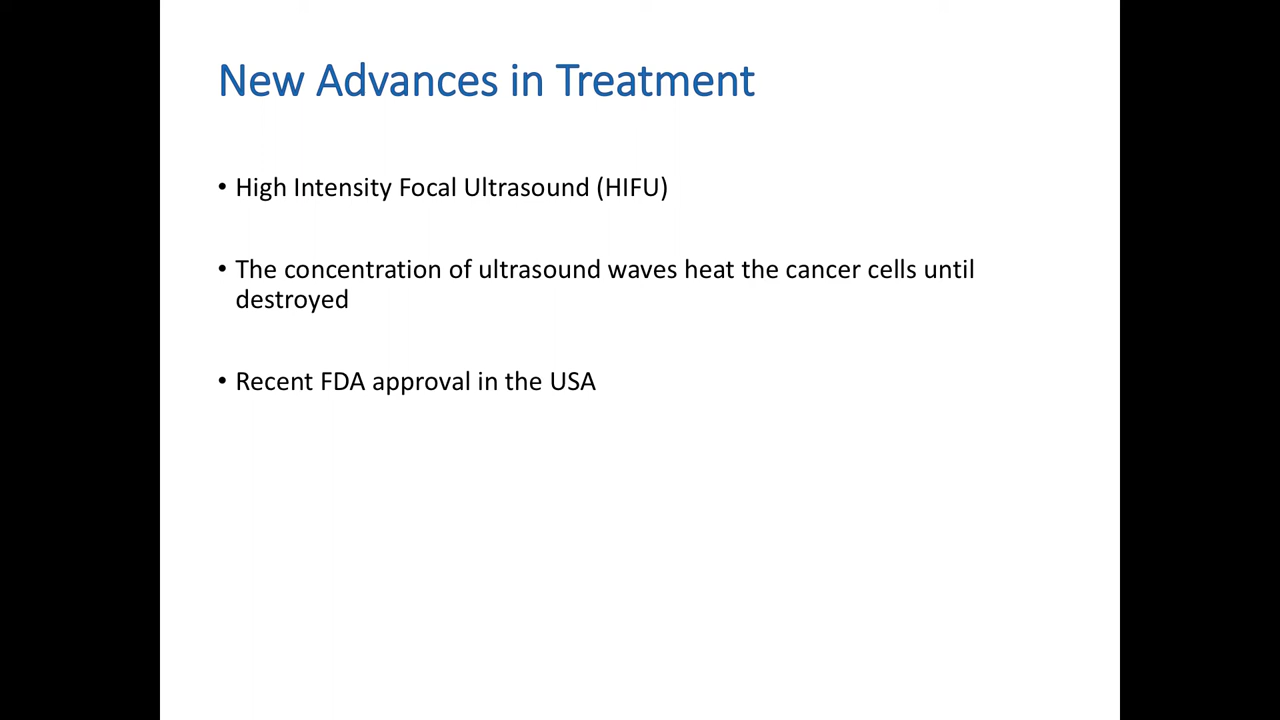 New Advances in Treatment
• High Intensity Focal Ultrasound (HIFU)
• The concentration of ultrasound waves heat the cancer cells until
destroyed
• Recent FDA approval in the USA